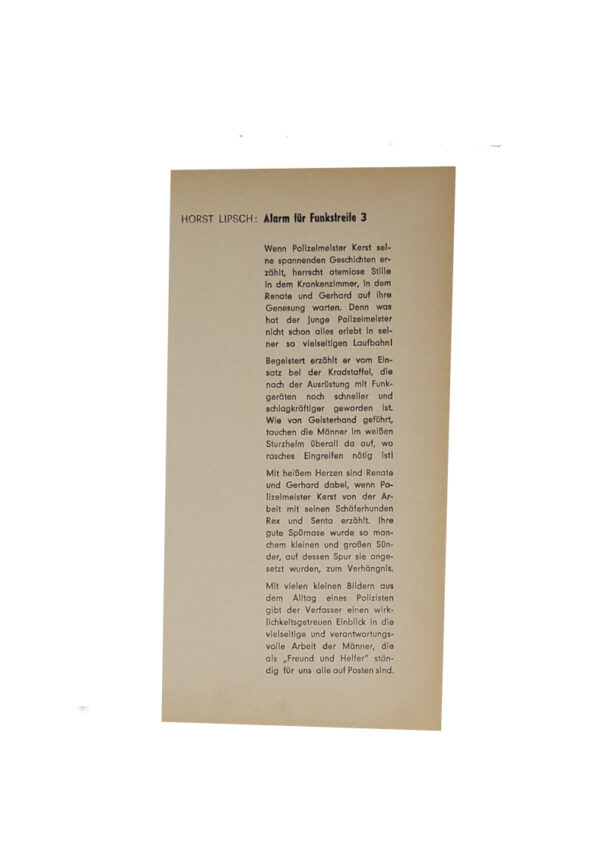 HORST LIPSCH: Alarm für Funkstreife 3
Wenn Polizeimeister Kerst sei-
ne spannenden Geschichten er-
zählt, herrscht atemlose Stille
in dem Krankenzimmer, in dem
Renate und Gerhard auf ihre
Genesung warten. Denn was
hat der junge Polizeimeister
nicht schon alles erlebt in sei-
ner so vielseitigen Laufbahn!
Begeistert erzählt er vom Ein-
satz bei der Kradstaffel, die
nach der Ausrüstung mit Funk-
geräten noch schneller und
schlagkräftiger geworden ist.
Wie von Geisterhand geführt,
tauchen die Männer im weißen
Sturzhelm überall da auf, wo
rasches Eingreifen nötig ist!
Mit heißem Herzen sind Renate
und Gerhard dabei, wenn Po-
lizeimeister Kerst von der Ar-
beit mit seinen Schäferhunden
Rex und Senta erzählt. Ihre
gute Spürnase wurde so man-
chem kleinen und großen Sün-
der, auf dessen Spur sie ange-
setzt wurden, zum Verhängnis.
Mit vielen kleinen Bildern aus
dem Alltag eines Polizisten
gibt der Verfasser einen wirk-
lichkeitsgetreuen Einblick in die
vielseitige und verantwortungs-
volle Arbeit der Männer, die
als „Freund und Helfer" stän-
dig für uns alle auf Posten sind.